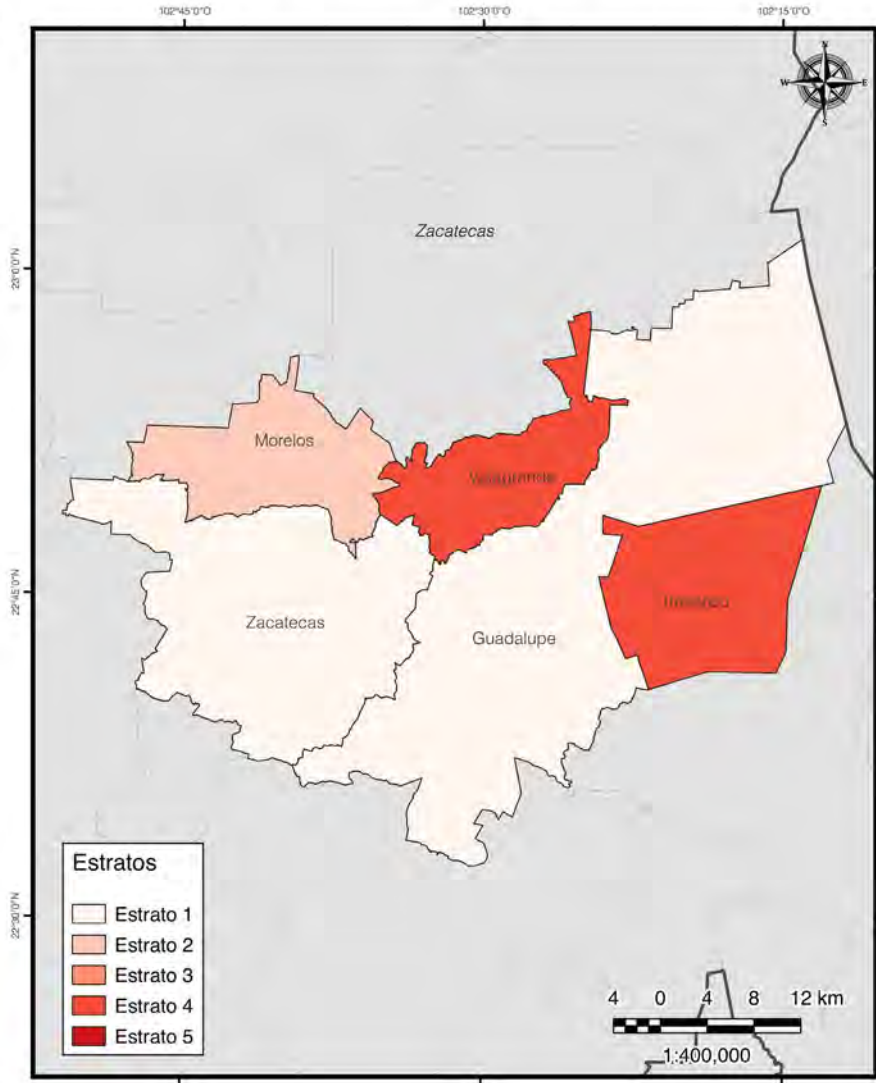 102°45'0"O
102°30'0"O
102°15'0"O
N
W
E
S
Zacatecas
23°0'0"N
Morelos
Vetagrande
22°45'0"N
Trancoso
Zacatecas
Guadalupe
Estratos
22°30'0"N
Estrato 1
Estrato 2
Estrato 3
Estrato 4
Estrato 5
4 0 4 8 12 km
1:400,000